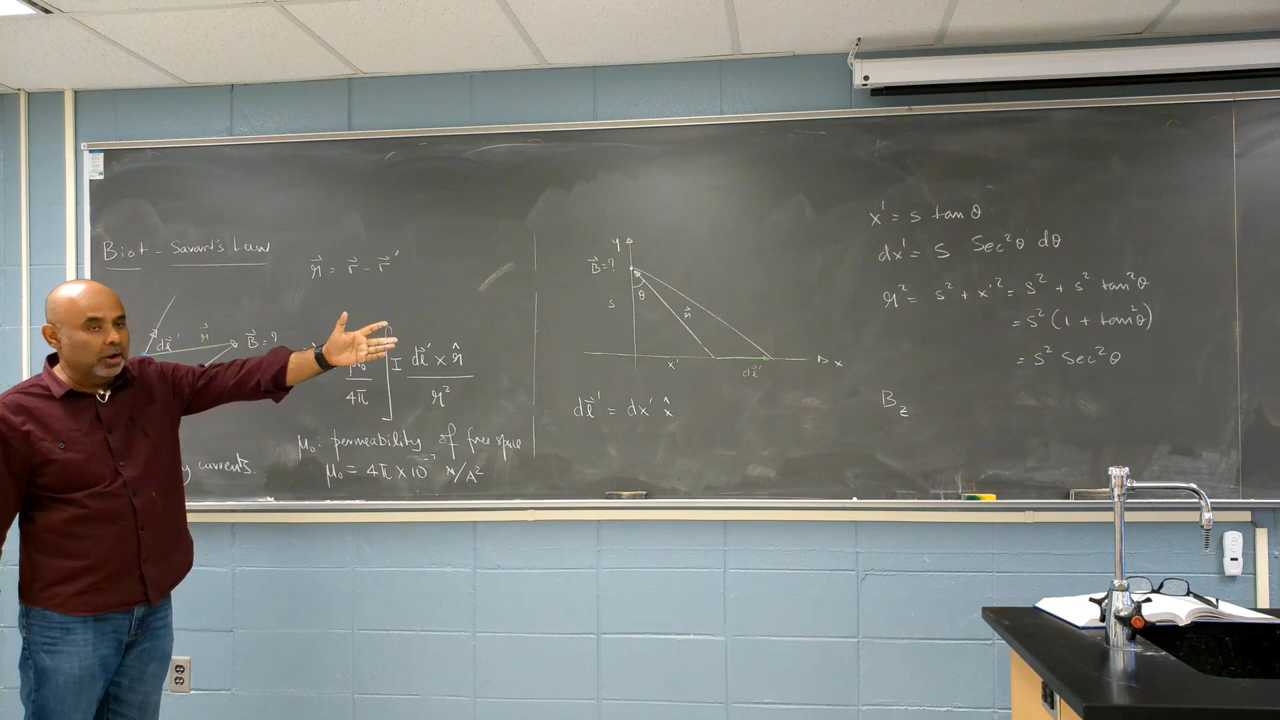 Biot - Savart's Law
𝓇⃗ = r⃗ - r⃗'
dl⃗'
𝓇⃗
B⃗ = ?
μ₀
4π
I
dl⃗' × 𝓇̂
𝓇²
μ₀: permeability of free space
y currents.
μ₀ = 4π × 10⁻⁷ N/A²
y
B⃗ = ?
θ
s
𝓇⃗
x'
x
dl⃗'
dl⃗' = dx' x̂
x' = s tanθ
dx' = s Sec²θ dθ
𝓇² = s² + x'² = s² + s² tan²θ
= s² (1 + tan²θ)
= s² Sec²θ
B_z